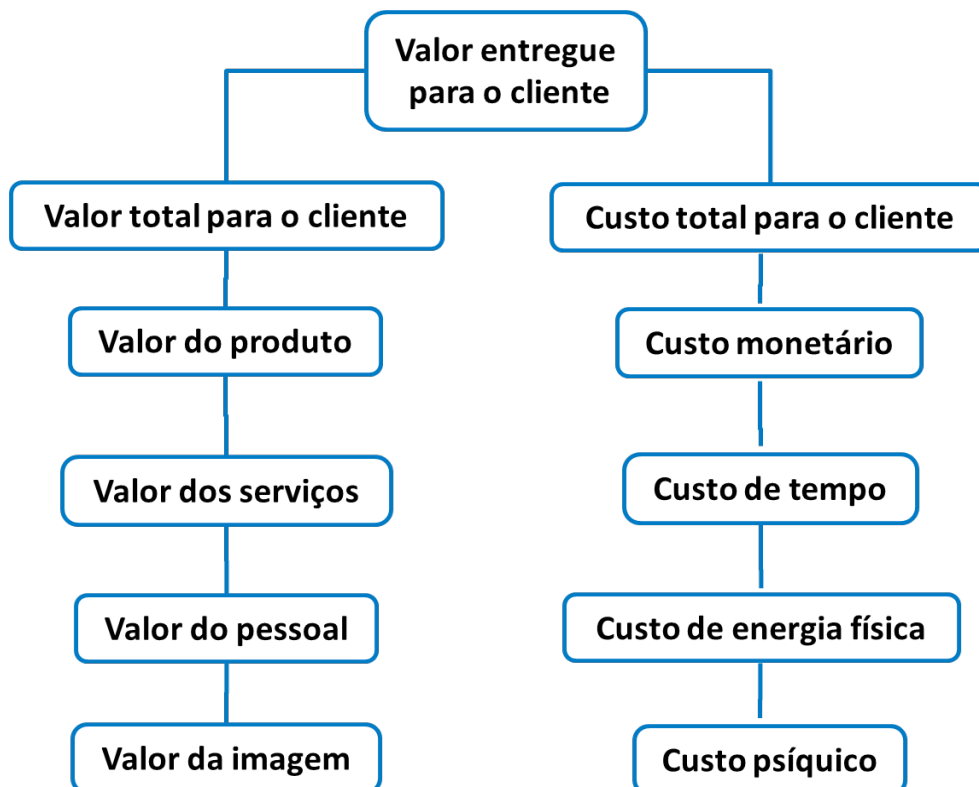 Valor entregue
para o cliente
Valor total para o cliente
Custo total para o cliente
Valor do produto
Custo monetário
Valor dos serviços
Custo de tempo
Valor do pessoal
Custo de energia física
Valor da imagem
Custo psíquico